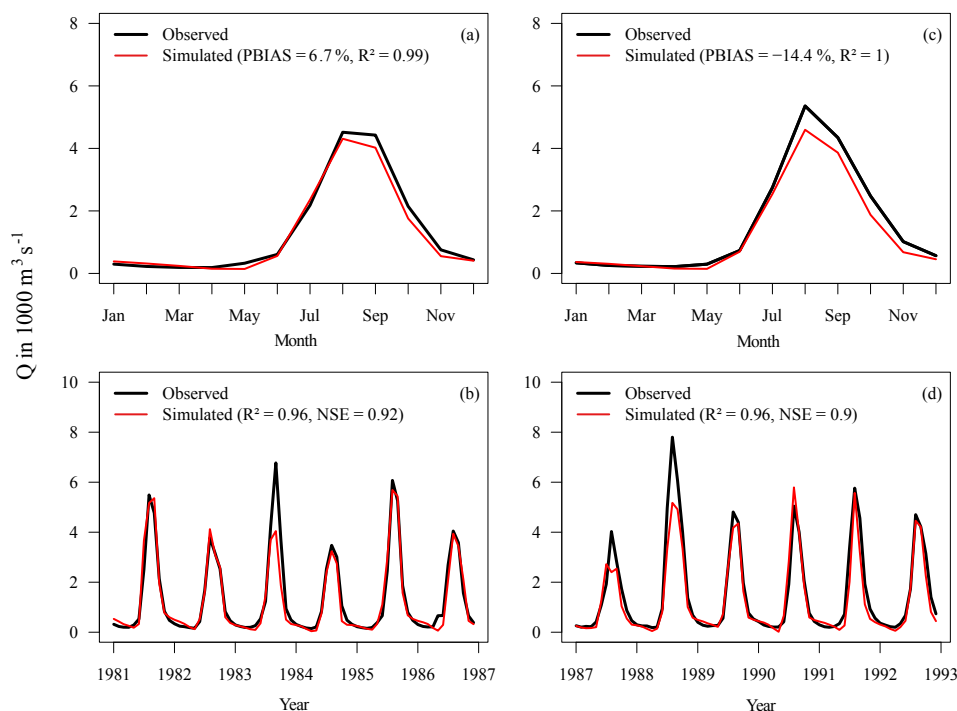 Q in 1000 m³ s⁻¹
8
6
4
2
0
Observed (a)
Simulated (PBIAS = 6.7 %, R² = 0.99)
Jan Mar May Jul Sep Nov
Month
8
6
4
2
0
Observed (c)
Simulated (PBIAS = −14.4 %, R² = 1)
Jan Mar May Jul Sep Nov
Month
10
8
6
4
2
0
Observed (b)
Simulated (R² = 0.96, NSE = 0.92)
1981 1982 1983 1984 1985 1986 1987
Year
10
8
6
4
2
0
Observed (d)
Simulated (R² = 0.96, NSE = 0.9)
1987 1988 1989 1990 1991 1992 1993
Year